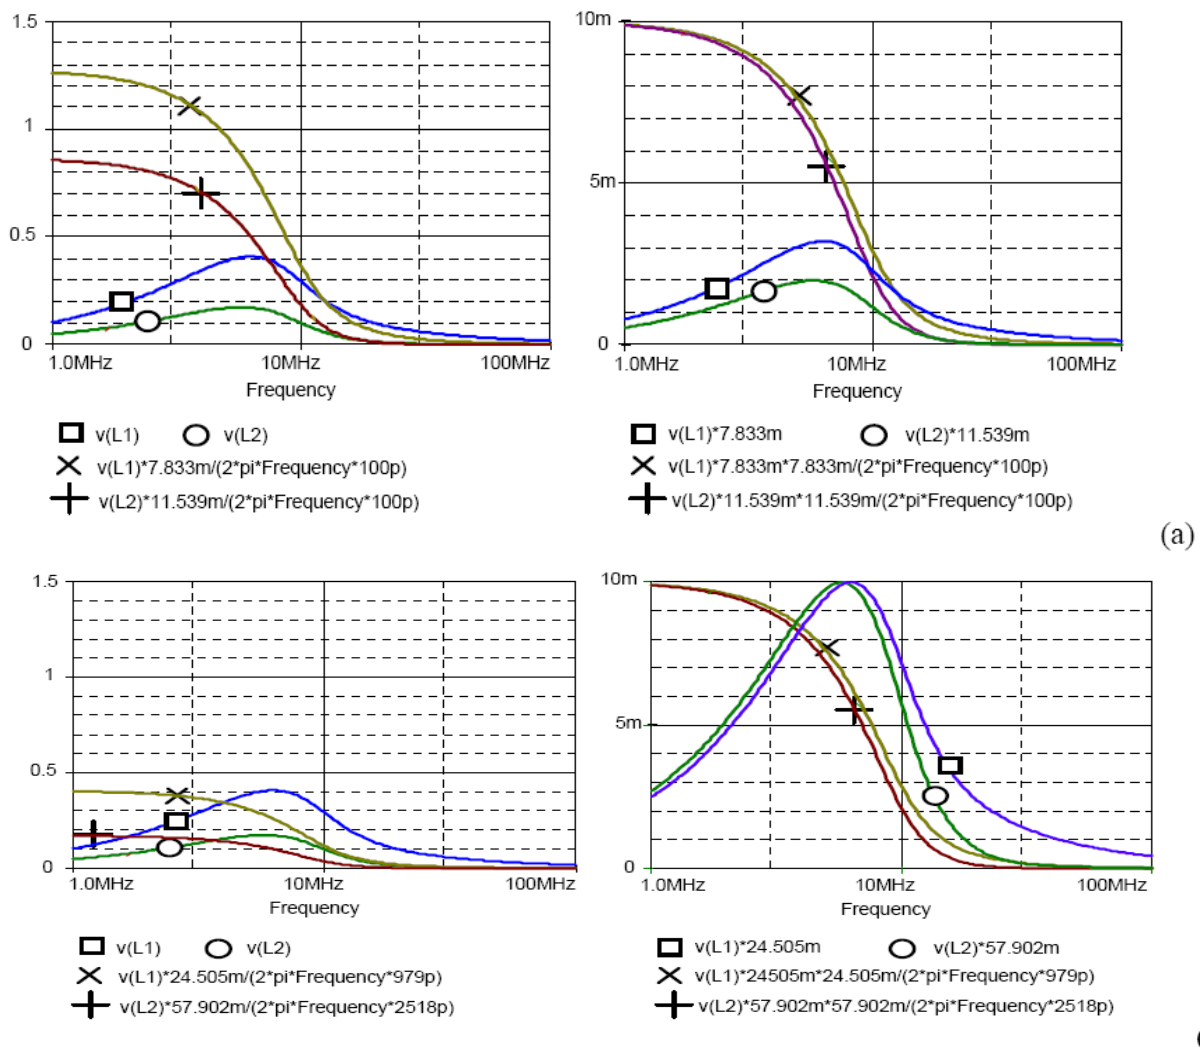 1.5
1
0.5
0
1.0MHz 10MHz 100MHz
Frequency
v(L1) v(L2)
v(L1)*7.833m/(2*pi*Frequency*100p)
v(L2)*11.539m/(2*pi*Frequency*100p)
10m
5m
0
1.0MHz 10MHz 100MHz
Frequency
v(L1)*7.833m v(L2)*11.539m
v(L1)*7.833m*7.833m/(2*pi*Frequency*100p)
v(L2)*11.539m*11.539m/(2*pi*Frequency*100p)
(a)
1.5
1
0.5
0
1.0MHz 10MHz 100MHz
Frequency
v(L1) v(L2)
v(L1)*24.505m/(2*pi*Frequency*979p)
v(L2)*57.902m/(2*pi*Frequency*2518p)
10m
5m
0
1.0MHz 10MHz 100MHz
Frequency
v(L1)*24.505m v(L2)*57.902m
v(L1)*24505m*24.505m/(2*pi*Frequency*979p)
v(L2)*57.902m*57.902m/(2*pi*Frequency*2518p)